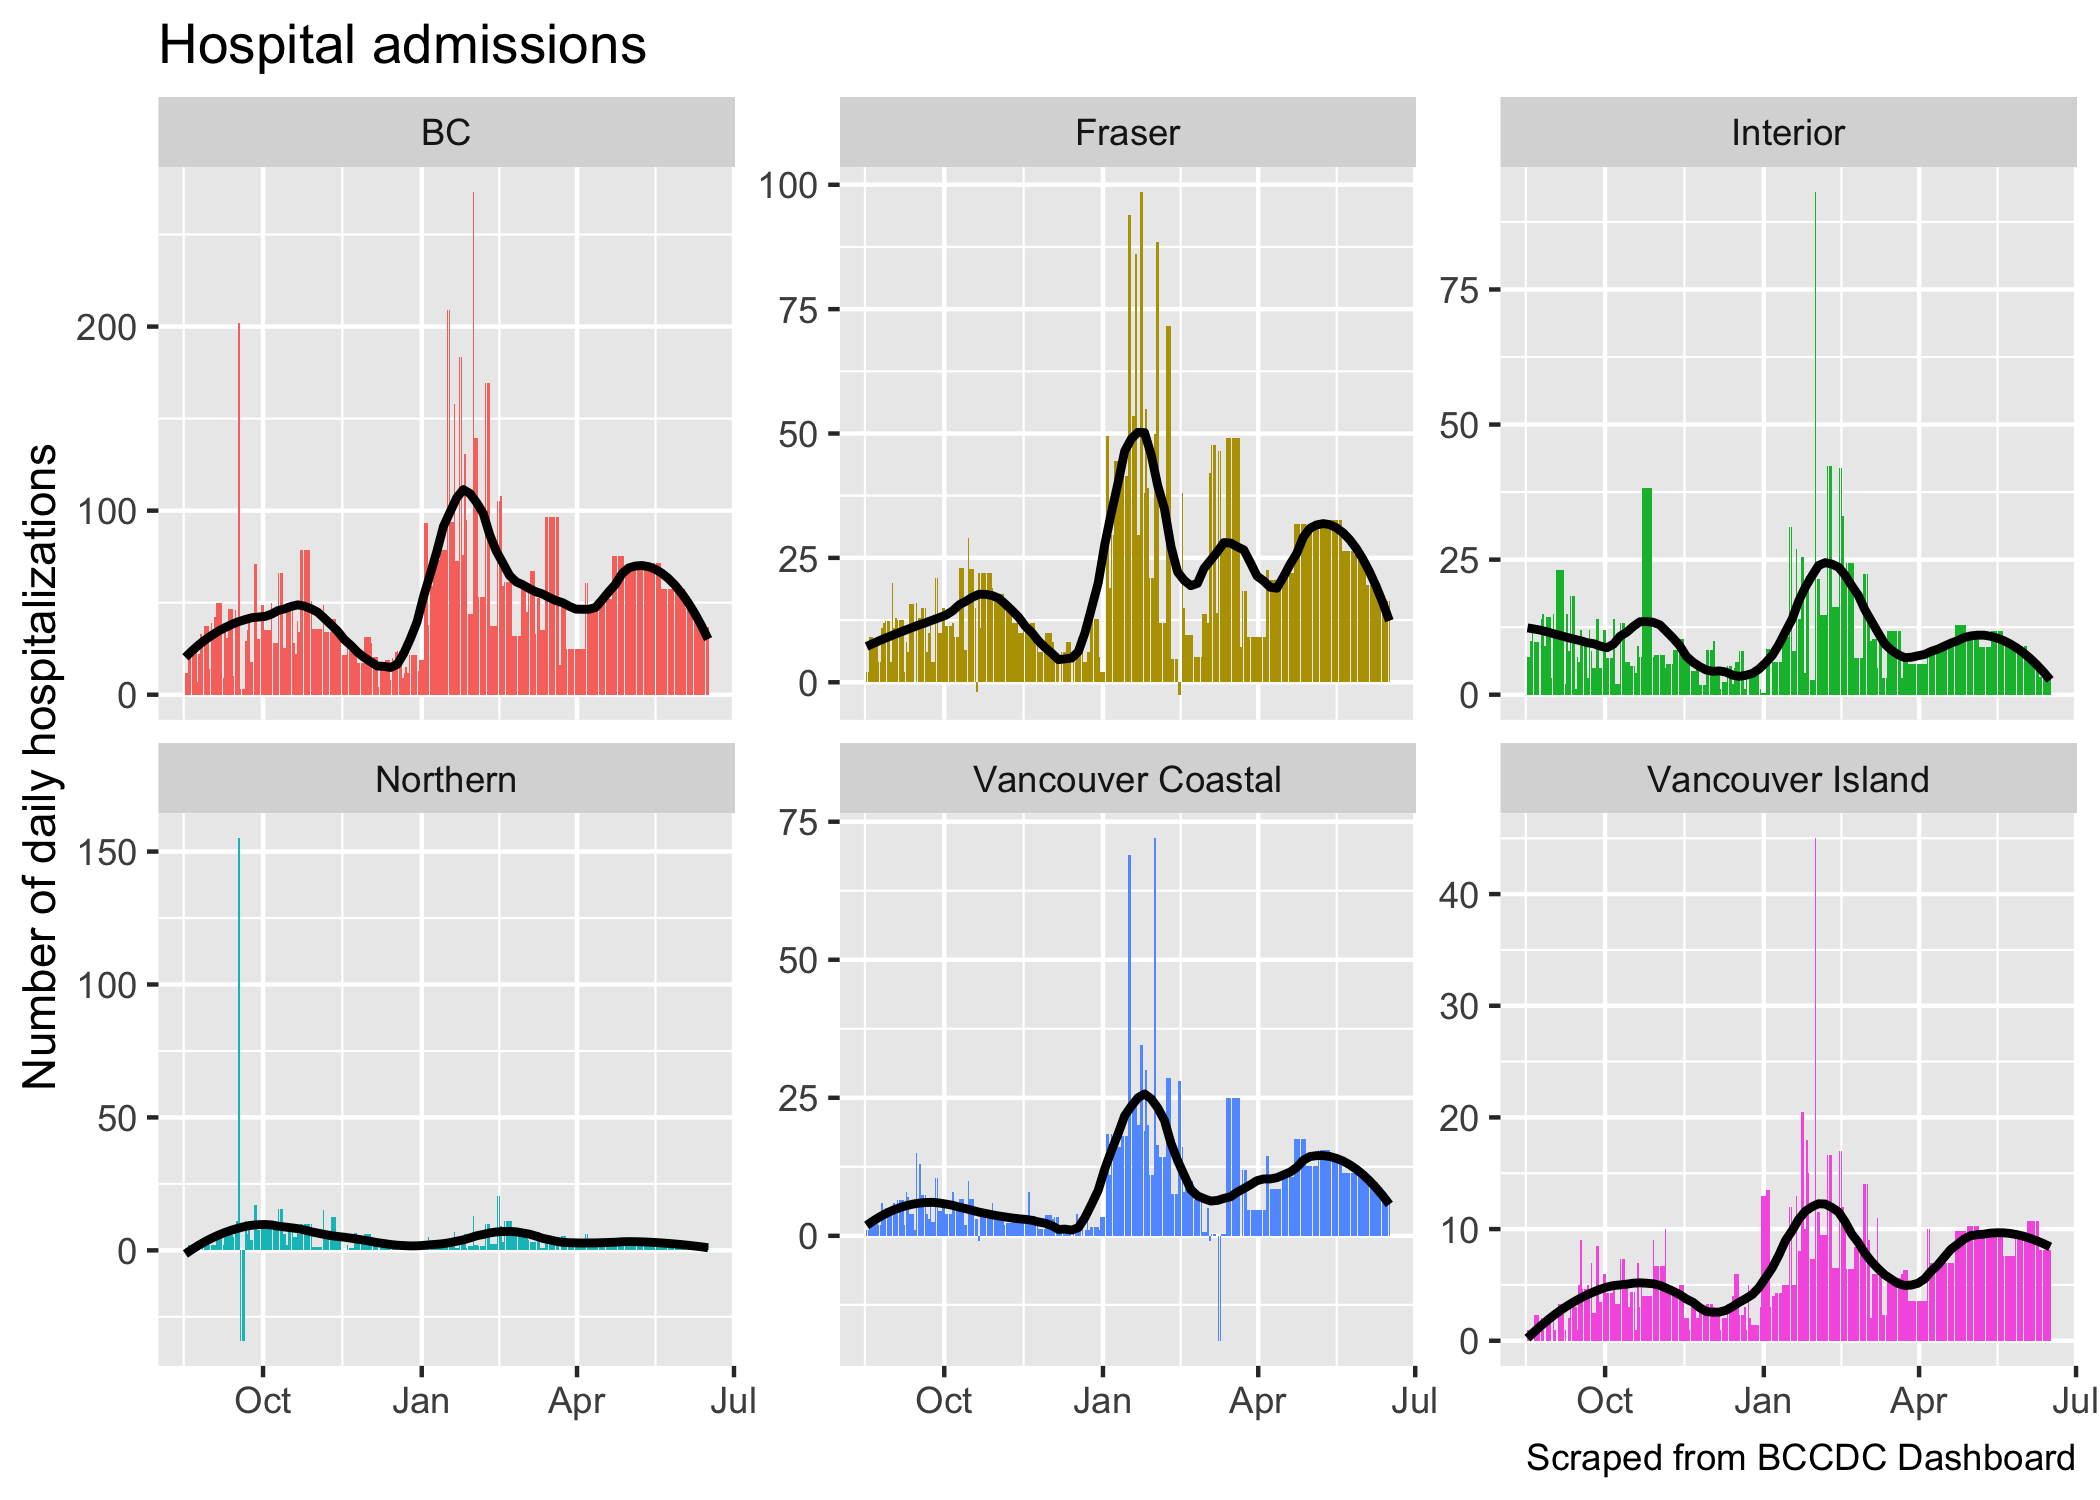 Hospital admissions
Number of daily hospitalizations
BC
200
100
0
Fraser
100
75
50
25
0
Interior
75
50
25
0
Northern
150
100
50
0
Oct Jan Apr Jul
Vancouver Coastal
75
50
25
0
Oct Jan Apr Jul
Vancouver Island
40
30
20
10
0
Oct Jan Apr Jul
Scraped from BCCDC Dashboard